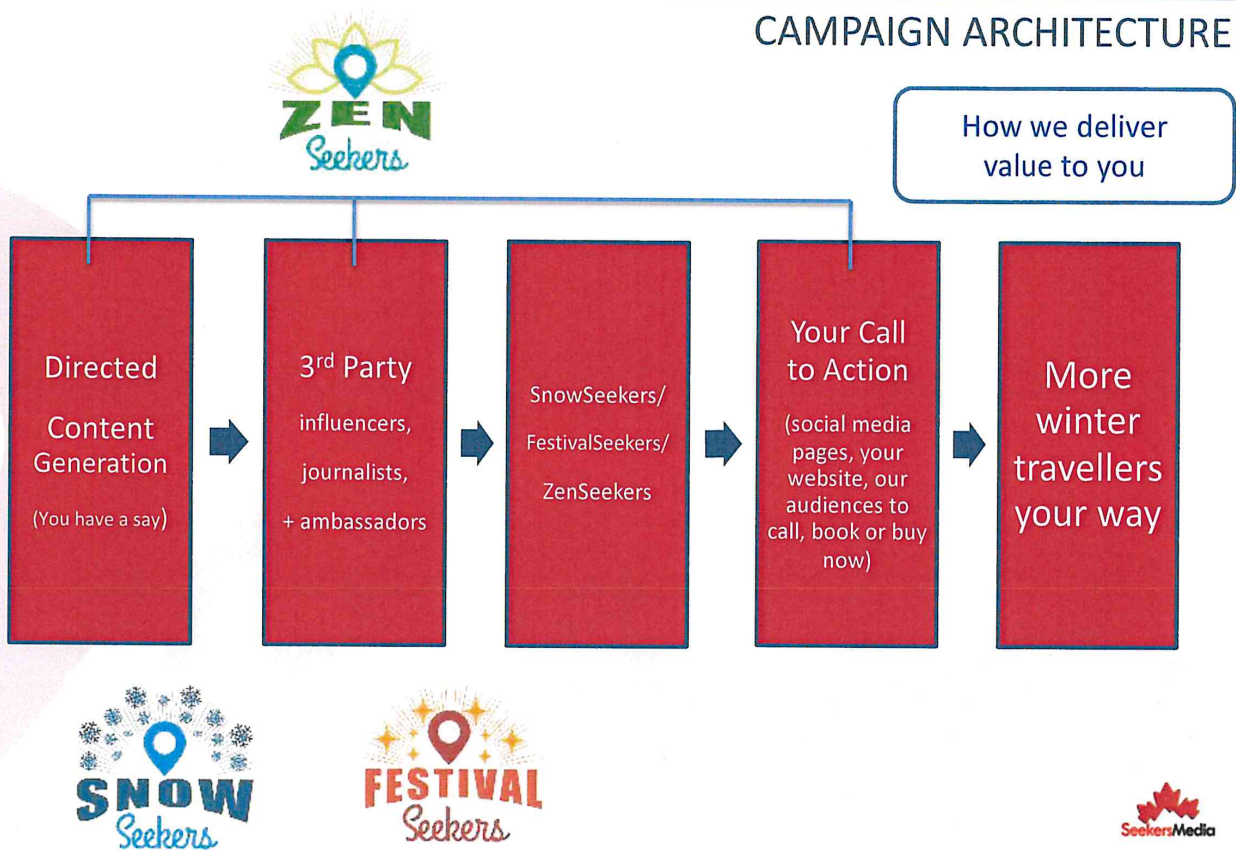 CAMPAIGN ARCHITECTURE
ZEN
Seekers
How we deliver
value to you
Directed
Content
Generation
(You have a say)
3rd Party
influencers,
journalists,
+ ambassadors
SnowSeekers/
FestivalSeekers/
ZenSeekers
Your Call
to Action
(social media
pages, your
website, our
audiences to
call, book or buy
now)
More
winter
travellers
your way
SNOW
Seekers
FESTIVAL
Seekers
SeekersMedia